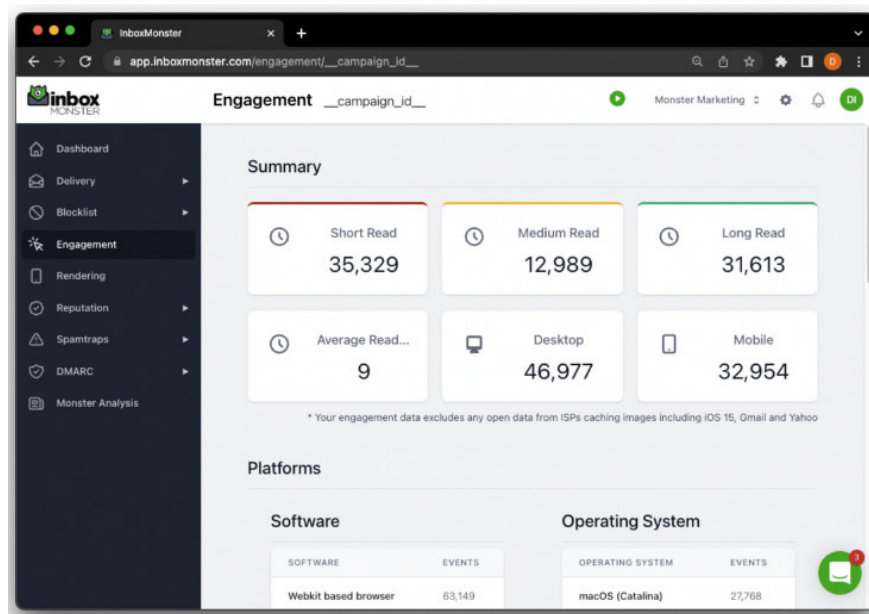 InboxMonster
app.inboxmonster.com/engagement/__campaign_id__
D
inbox
MONSTER
Engagement __campaign_id__
Monster Marketing
DI
Dashboard
Delivery
Blocklist
Engagement
Rendering
Reputation
Spamtraps
DMARC
Monster Analysis
Summary
Short Read
35,329
Medium Read
12,989
Long Read
31,613
Average Read...
9
Desktop
46,977
Mobile
32,954
* Your engagement data excludes any open data from ISPs caching images including iOS 15, Gmail and Yahoo
Platforms
Software
SOFTWARE EVENTS
Webkit based browser 63,149
Operating System
OPERATING SYSTEM EVENTS
macOS (Catalina) 27,768
3